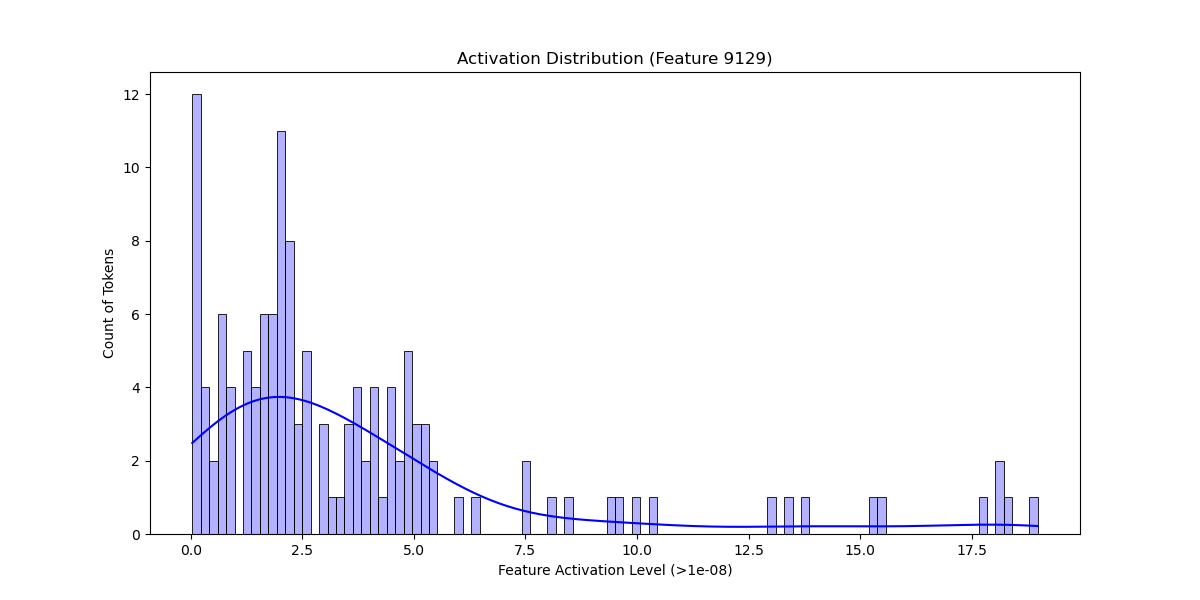 Activation Distribution (Feature 9129)
12
10
8
6
4
2
0
Count of Tokens
0.0 2.5 5.0 7.5 10.0 12.5 15.0 17.5
Feature Activation Level (>1e-08)